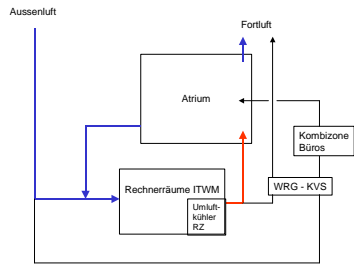 Aussenluft
Fortluft
Atrium
Kombizone
Büros
Rechnerräume ITWM
WRG - KVS
Umluft-
kühler
RZ